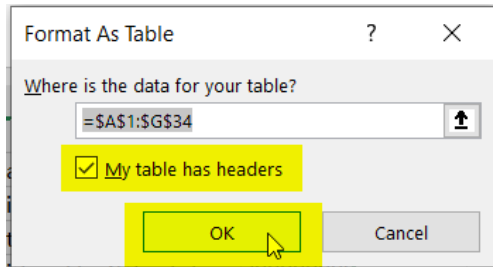 Format As Table ?
Where is the data for your table?
=$A$1:$G$34
My table has headers
OK Cancel